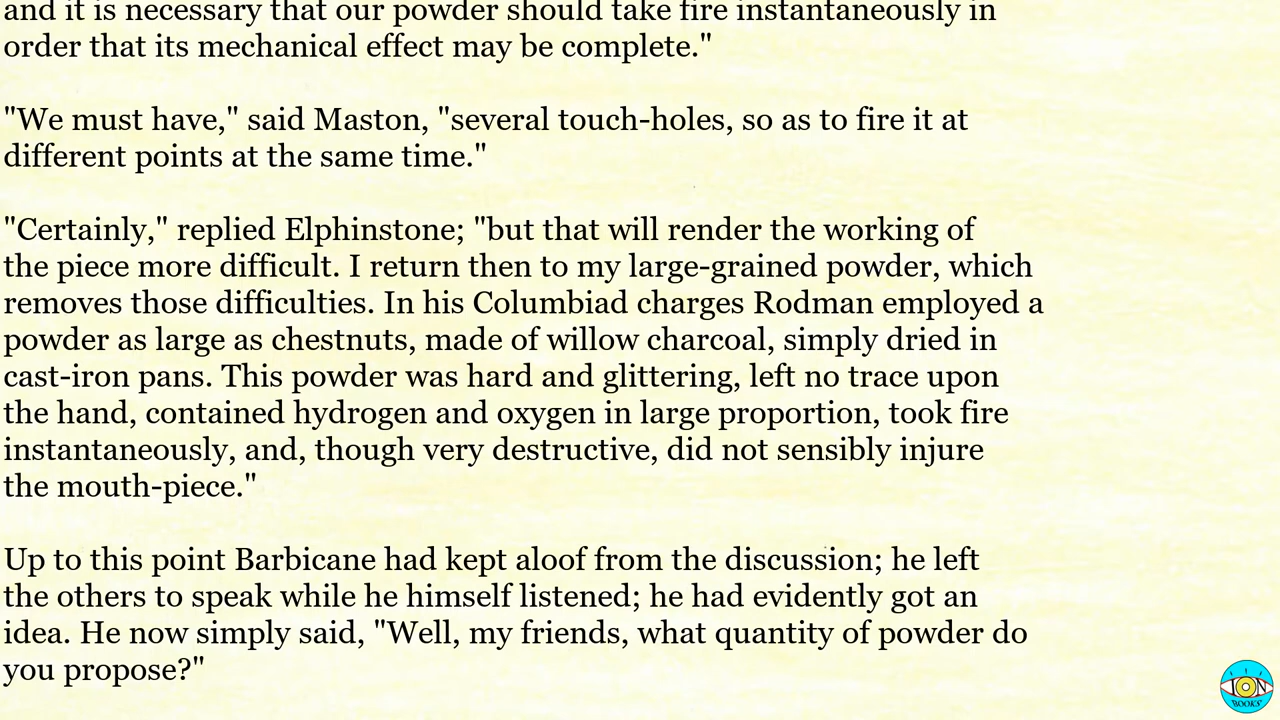 and it is necessary that our powder should take fire instantaneously in
order that its mechanical effect may be complete."
"We must have," said Maston, "several touch-holes, so as to fire it at
different points at the same time."
"Certainly," replied Elphinstone; "but that will render the working of
the piece more difficult. I return then to my large-grained powder, which
removes those difficulties. In his Columbiad charges Rodman employed a
powder as large as chestnuts, made of willow charcoal, simply dried in
cast-iron pans. This powder was hard and glittering, left no trace upon
the hand, contained hydrogen and oxygen in large proportion, took fire
instantaneously, and, though very destructive, did not sensibly injure
the mouth-piece."
Up to this point Barbicane had kept aloof from the discussion; he left
the others to speak while he himself listened; he had evidently got an
idea. He now simply said, "Well, my friends, what quantity of powder do
you propose?"
ION
BOOKS